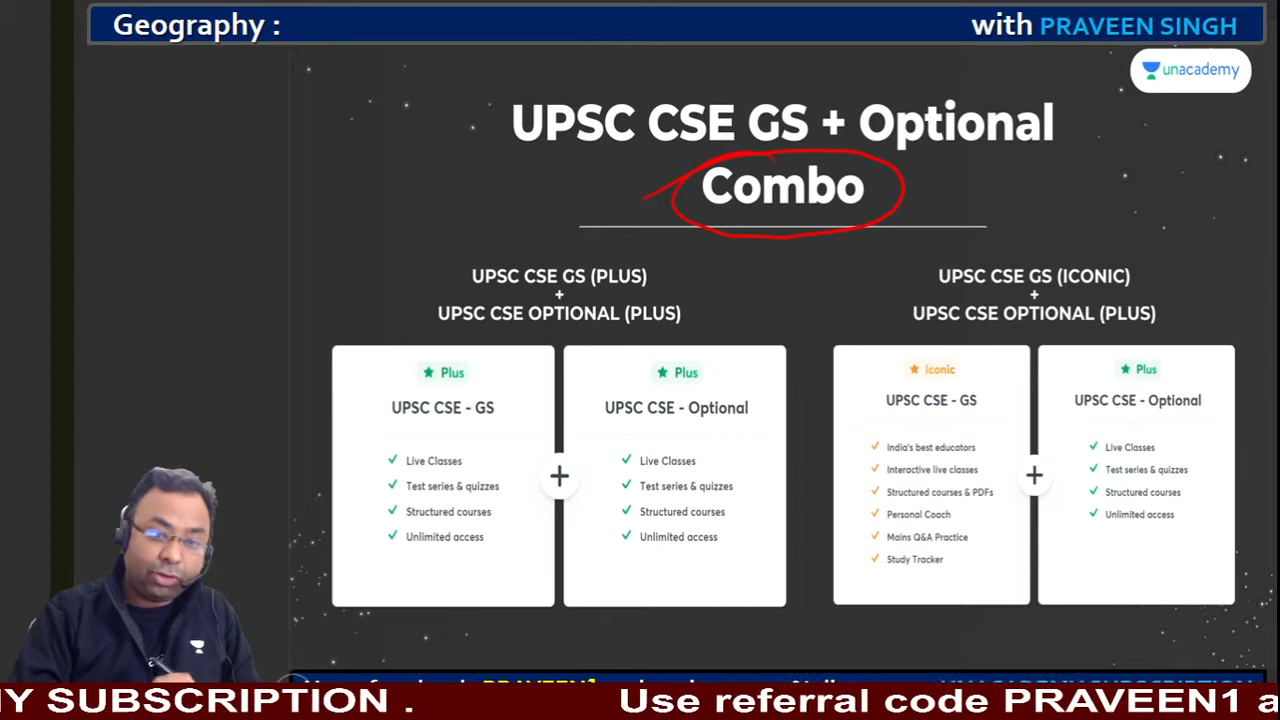 Geography :
with PRAVEEN SINGH
unacademy
UPSC CSE GS + Optional
Combo
UPSC CSE GS (PLUS)
+
UPSC CSE OPTIONAL (PLUS)
UPSC CSE GS (ICONIC)
+
UPSC CSE OPTIONAL (PLUS)
Plus
UPSC CSE - GS
Live Classes
Test series & quizzes
Structured courses
Unlimited access
+
Plus
UPSC CSE - Optional
Live Classes
Test series & quizzes
Structured courses
Unlimited access
Iconic
UPSC CSE - GS
India's best educators
Interactive live classes
Structured courses & PDFs
Personal Coach
Mains Q&A Practice
Study Tracker
+
Plus
UPSC CSE - Optional
Live Classes
Test series & quizzes
Structured courses
Unlimited access
MY SUBSCRIPTION . Use referral code PRAVEEN1 a